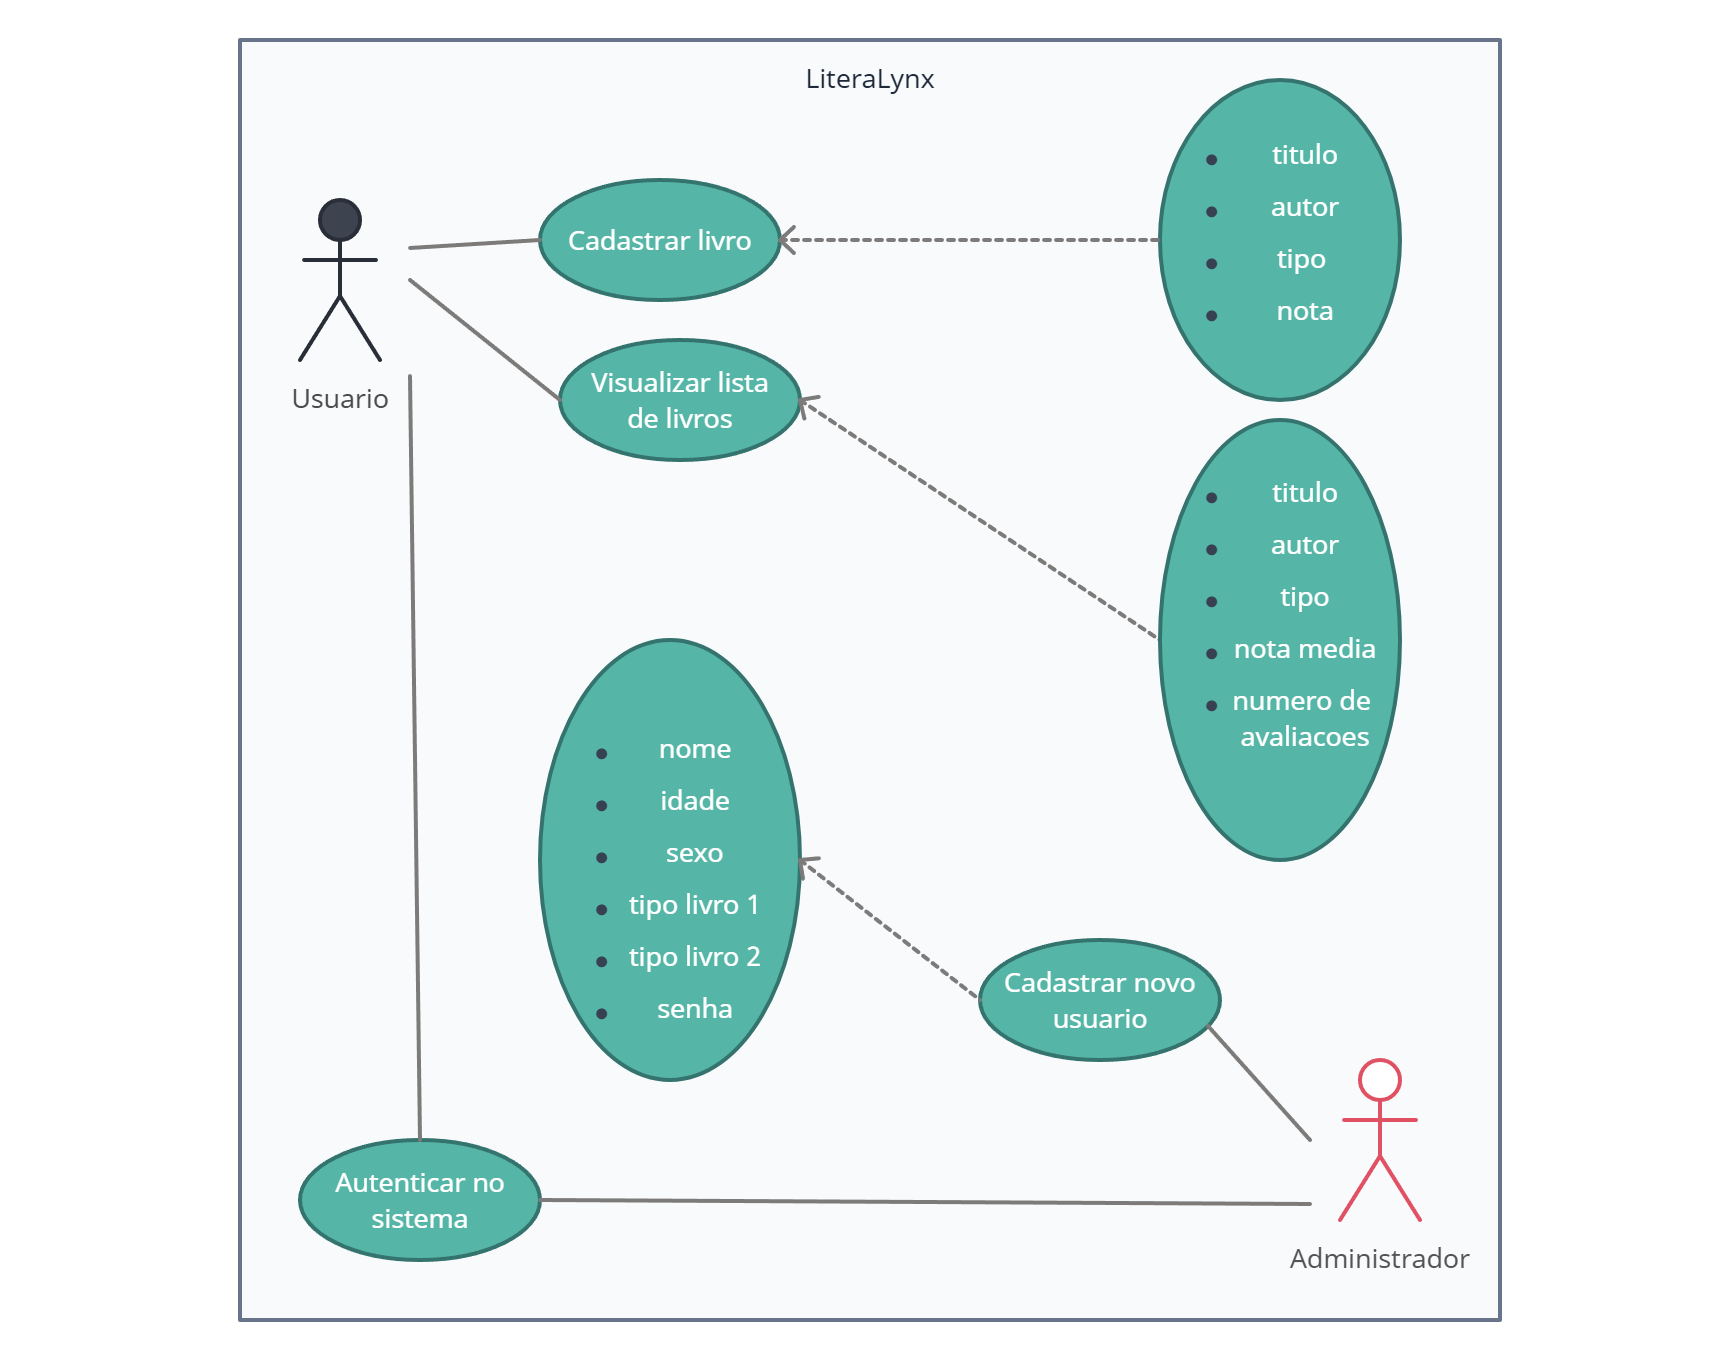 LiteraLynx
Cadastrar livro
titulo
autor
tipo
nota
Usuario
Visualizar lista
de livros
titulo
autor
tipo
nota media
numero de
avaliacoes
nome
idade
sexo
tipo livro 1
tipo livro 2
senha
Cadastrar novo
usuario
Autenticar no
sistema
Administrador